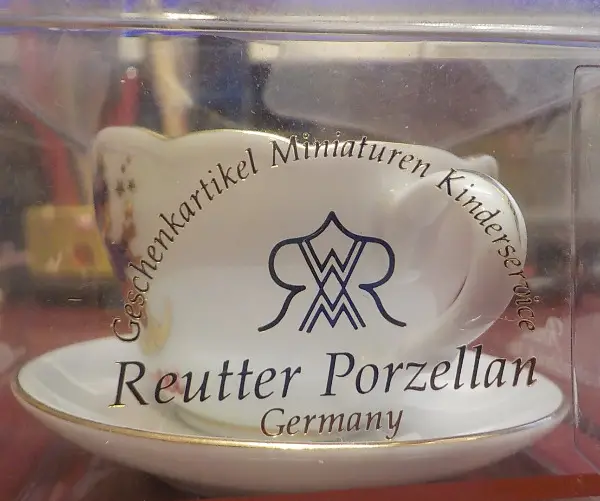 Geschenkartikel Miniaturen Kinderservice
Reutter Porzellan
Germany